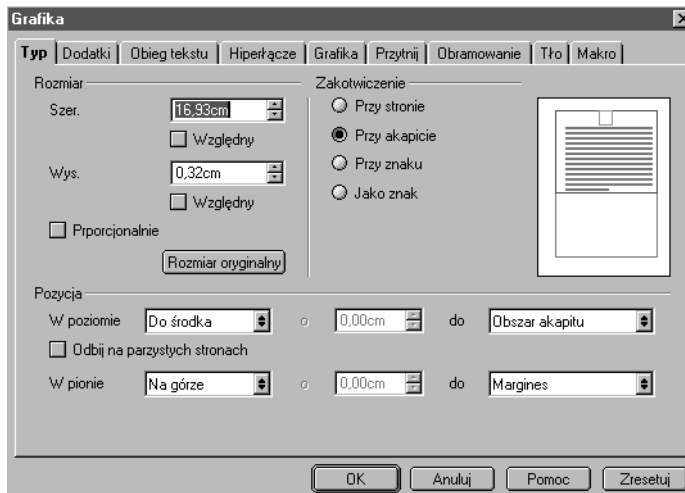 Grafika
Typ Dodatki Obieg tekstu Hiperłącze Grafika Przytnij Obramowanie Tło Makro
Rozmiar
Szer. 16,93cm
Względny
Wys. 0,32cm
Względny
Prporcjonalnie
Rozmiar oryginalny
Zakotwiczenie
Przy stronie
Przy akapicie
Przy znaku
Jako znak
Pozycja
W poziomie Do środka o 0,00cm do Obszar akapitu
Odbij na parzystych stronach
W pionie Na górze o 0,00cm do Margines
OK Anuluj Pomoc Zresetuj